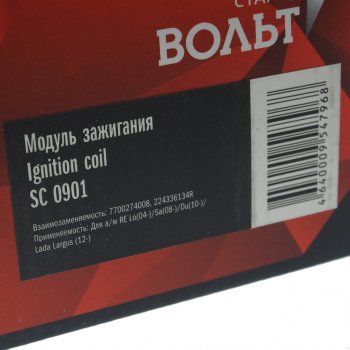 СТАР
ВОЛЬТ
Модуль зажигания
Ignition coil
SC 0901
Взаимозаменяемость: 7700274008, 224336134R
Применяемость: Для а/м RE Lo(04-)/Sa(08-)/Du(10-)/
Lada Largus (12-)
4640009547968